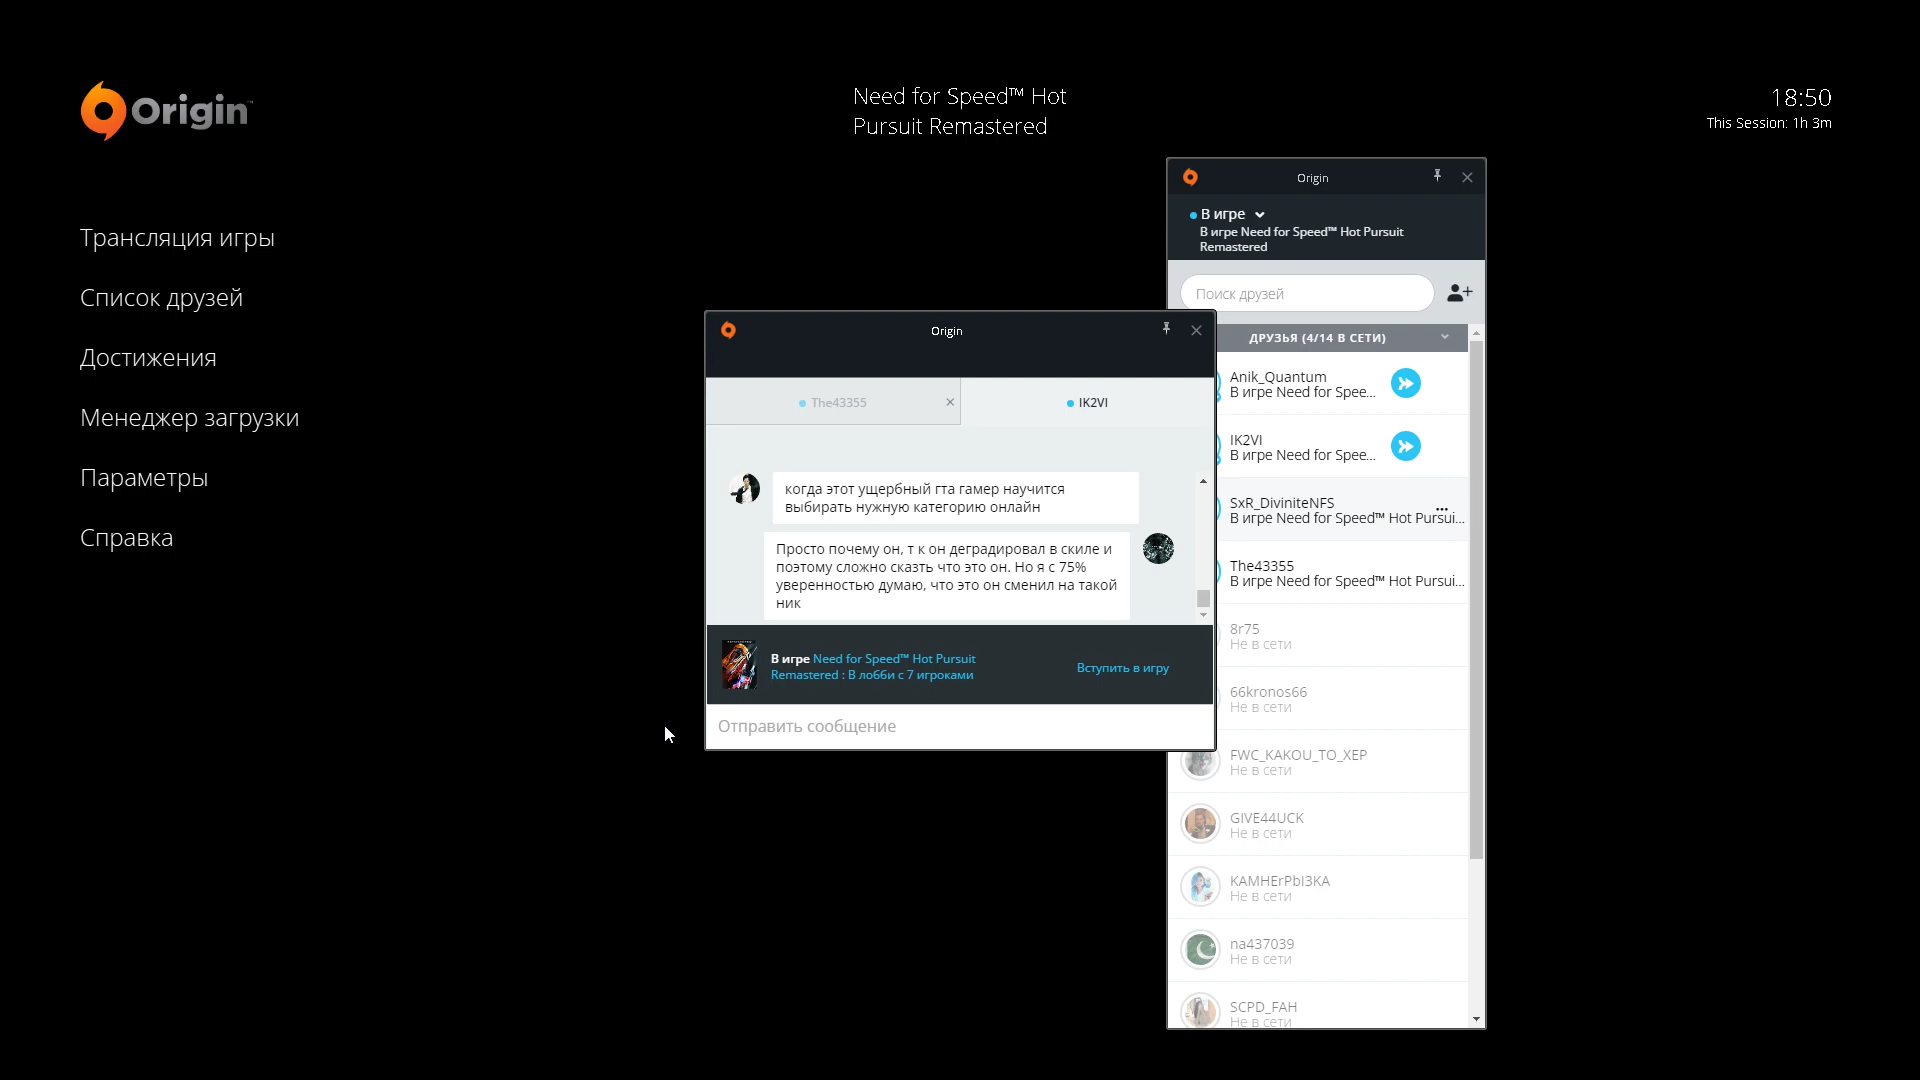 Origin™
Need for Speed™ Hot
Pursuit Remastered
18:50
This Session: 1h 3m
Трансляция игры
Список друзей
Достижения
Менеджер загрузки
Параметры
Справка
Origin
The43355
IK2VI
когда этот ущербный гта гамер научится
выбирать нужную категорию онлайн
Просто почему он, т к он деградировал в скиле и
поэтому сложно сказть что это он. Но я с 75%
уверенностью думаю, что это он сменил на такой
ник
В игре Need for Speed™ Hot Pursuit
Remastered : В лобби с 7 игроками
Вступить в игру
Отправить сообщение
Origin
В игре
В игре Need for Speed™ Hot Pursuit
Remastered
Поиск друзей
ДРУЗЬЯ (4/14 В СЕТИ)
Anik_Quantum
В игре Need for Spee...
IK2VI
В игре Need for Spee...
SxR_DiviniteNFS
В игре Need for Speed™ Hot Pursui...
The43355
В игре Need for Speed™ Hot Pursui...
8r75
Не в сети
66kronos66
Не в сети
FWC_KAKOU_TO_XEP
Не в сети
GIVE44UCK
Не в сети
KAMHErPbI3KA
Не в сети
na437039
Не в сети
SCPD_FAH
Не в сети